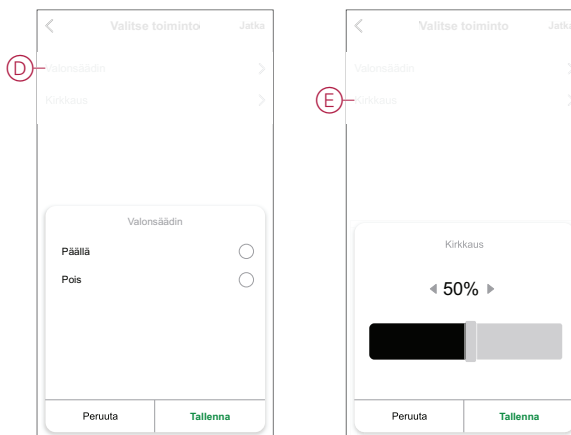 Valitse toiminto Jatka
D
Valonsäädin
Kirkkaus
Valonsäädin
Päällä
Pois
Peruuta Tallenna
Valitse toiminto Jatka
Valonsäädin
E
Kirkkaus
Kirkkaus
50%
Peruuta Tallenna